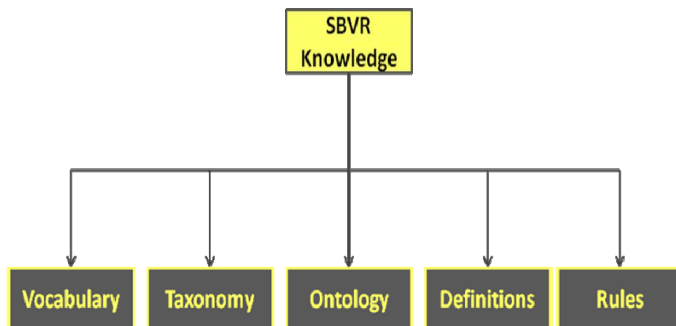 SBVR
Knowledge
Vocabulary
Taxonomy
Ontology
Definitions
Rules